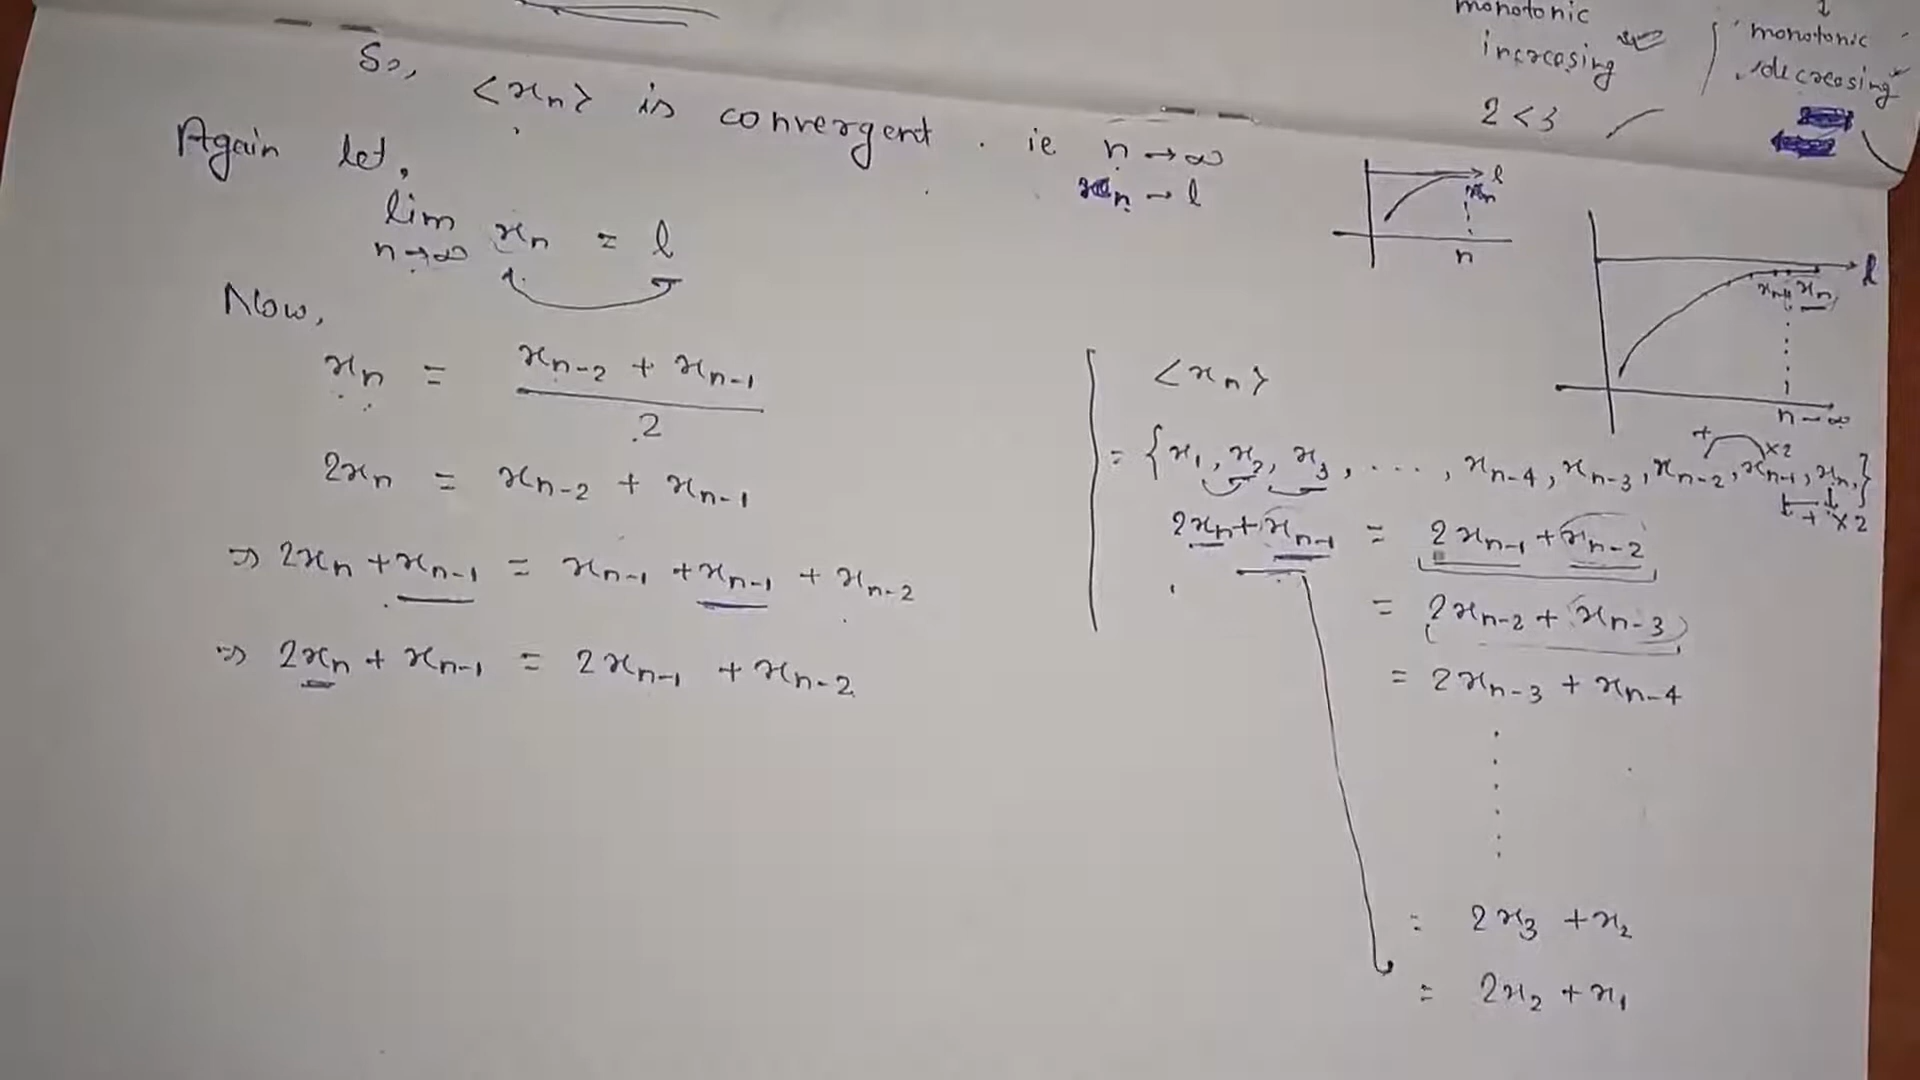 monotonic increasing
monotonic decreasing
2 < 3
So, <xn> is convergent. ie n → ∞
xn → l
Again let,
lim xn = l
n→∞
l
xn
n
l
xn
n → ∞
Now,
xn = (xn-2 + xn-1) / 2
2xn = xn-2 + xn-1
⇒ 2xn + xn-1 = xn-1 + xn-1 + xn-2
⇒ 2xn + xn-1 = 2xn-1 + xn-2
<xn>
+ ×2
= {x1, x2, x3, ...., xn-4, xn-3, xn-2, xn-1, xn,}
+ ×2
2xn + xn-1 = 2xn-1 + xn-2
= 2xn-2 + xn-3
= 2xn-3 + xn-4
= 2x3 + x2
= 2x2 + x1